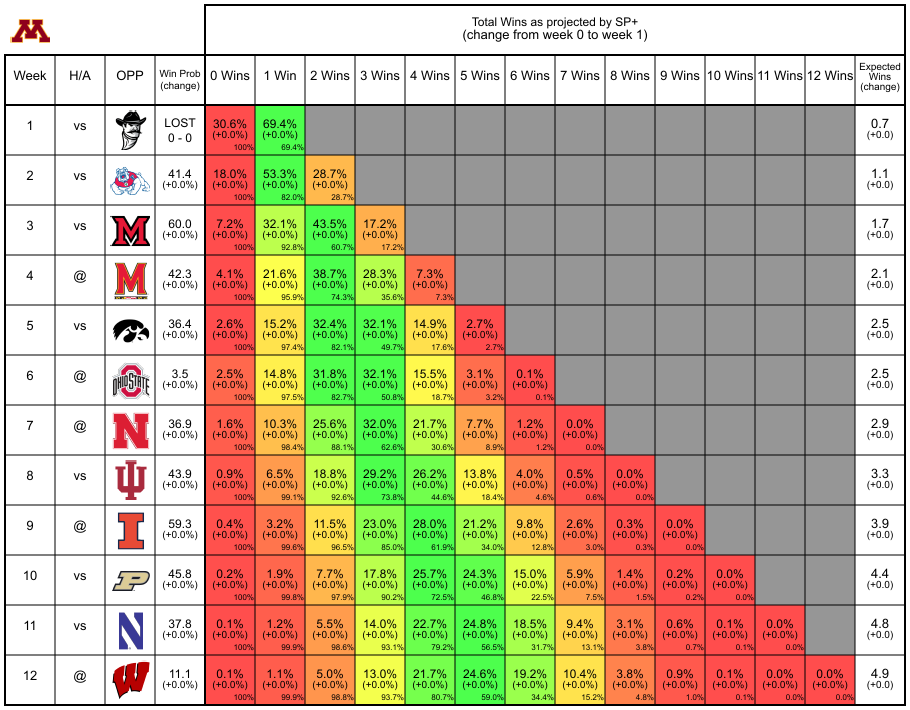 M
Total Wins as projected by SP+
(change from week 0 to week 1)
Week H/A OPP Win Prob (change) 0 Wins 1 Win 2 Wins 3 Wins 4 Wins 5 Wins 6 Wins 7 Wins 8 Wins 9 Wins 10 Wins 11 Wins 12 Wins Expected Wins (change)
1 vs LOST 30.6% 69.4% 0.7
0 - 0 (+0.0%) (+0.0%) (+0.0)
100% 69.4%
2 vs 41.4 18.0% 53.3% 28.7% 1.1
(+0.0%) (+0.0%) (+0.0%) (+0.0%) (+0.0)
100% 82.0% 28.7%
3 vs M 60.0 7.2% 32.1% 43.5% 17.2% 1.7
(+0.0%) (+0.0%) (+0.0%) (+0.0%) (+0.0%) (+0.0)
100% 92.8% 60.7% 17.2%
4 @ M 42.3 4.1% 21.6% 38.7% 28.3% 7.3% 2.1
(+0.0%) (+0.0%) (+0.0%) (+0.0%) (+0.0%) (+0.0%) (+0.0)
100% 95.9% 74.3% 35.6% 7.3%
5 vs 36.4 2.6% 15.2% 32.4% 32.1% 14.9% 2.7% 2.5
(+0.0%) (+0.0%) (+0.0%) (+0.0%) (+0.0%) (+0.0%) (+0.0%) (+0.0)
100% 97.4% 82.1% 49.7% 17.6% 2.7%
6 @ OHIO STATE 3.5 2.5% 14.8% 31.8% 32.1% 15.5% 3.1% 0.1% 2.5
(+0.0%) (+0.0%) (+0.0%) (+0.0%) (+0.0%) (+0.0%) (+0.0%) (+0.0%) (+0.0)
100% 97.5% 82.7% 50.8% 18.7% 3.2% 0.1%
7 @ N 36.9 1.6% 10.3% 25.6% 32.0% 21.7% 7.7% 1.2% 0.0% 2.9
(+0.0%) (+0.0%) (+0.0%) (+0.0%) (+0.0%) (+0.0%) (+0.0%) (+0.0%) (+0.0%) (+0.0)
100% 98.4% 88.1% 62.6% 30.6% 8.9% 1.2% 0.0%
8 vs 43.9 0.9% 6.5% 18.8% 29.2% 26.2% 13.8% 4.0% 0.5% 0.0% 3.3
(+0.0%) (+0.0%) (+0.0%) (+0.0%) (+0.0%) (+0.0%) (+0.0%) (+0.0%) (+0.0%) (+0.0%) (+0.0)
100% 99.1% 92.6% 73.8% 44.6% 18.4% 4.6% 0.6% 0.0%
9 @ I 59.3 0.4% 3.2% 11.5% 23.0% 28.0% 21.2% 9.8% 2.6% 0.3% 0.0% 3.9
(+0.0%) (+0.0%) (+0.0%) (+0.0%) (+0.0%) (+0.0%) (+0.0%) (+0.0%) (+0.0%) (+0.0%) (+0.0%) (+0.0)
100% 99.6% 96.5% 85.0% 61.9% 34.0% 12.8% 3.0% 0.3% 0.0%
10 vs P 45.8 0.2% 1.9% 7.7% 17.8% 25.7% 24.3% 15.0% 5.9% 1.4% 0.2% 0.0% 4.4
(+0.0%) (+0.0%) (+0.0%) (+0.0%) (+0.0%) (+0.0%) (+0.0%) (+0.0%) (+0.0%) (+0.0%) (+0.0%) (+0.0%) (+0.0)
100% 99.8% 97.9% 90.2% 72.5% 46.8% 22.5% 7.5% 1.5% 0.2% 0.0%
11 vs N 37.8 0.1% 1.2% 5.5% 14.0% 22.7% 24.8% 18.5% 9.4% 3.1% 0.6% 0.1% 0.0% 4.8
(+0.0%) (+0.0%) (+0.0%) (+0.0%) (+0.0%) (+0.0%) (+0.0%) (+0.0%) (+0.0%) (+0.0%) (+0.0%) (+0.0%) (+0.0%) (+0.0)
100% 99.9% 98.6% 93.1% 79.2% 56.5% 31.7% 13.1% 3.8% 0.7% 0.1% 0.0%
12 @ W 11.1 0.1% 1.1% 5.0% 13.0% 21.7% 24.6% 19.2% 10.4% 3.8% 0.9% 0.1% 0.0% 0.0% 4.9
(+0.0%) (+0.0%) (+0.0%) (+0.0%) (+0.0%) (+0.0%) (+0.0%) (+0.0%) (+0.0%) (+0.0%) (+0.0%) (+0.0%) (+0.0%) (+0.0%) (+0.0)
100% 99.9% 98.8% 93.7% 80.7% 59.0% 34.4% 15.2% 4.8% 1.0% 0.1% 0.0% 0.0%